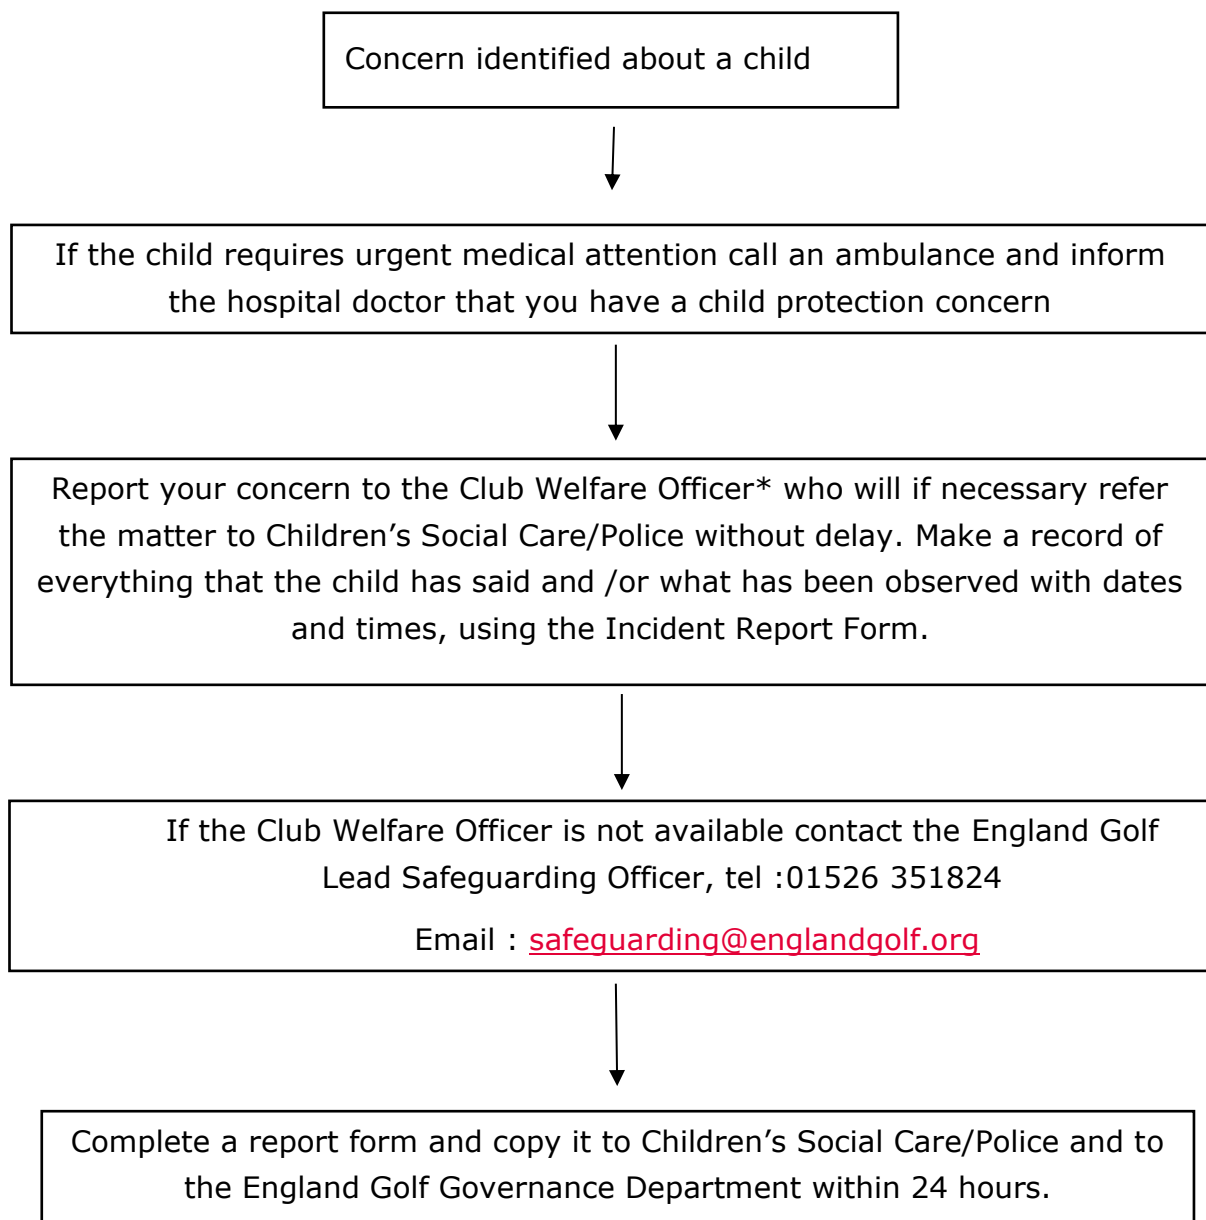 Concern identified about a child
If the child requires urgent medical attention call an ambulance and inform
the hospital doctor that you have a child protection concern
Report your concern to the Club Welfare Officer* who will if necessary refer
the matter to Children’s Social Care/Police without delay. Make a record of
everything that the child has said and /or what has been observed with dates
and times, using the Incident Report Form.
If the Club Welfare Officer is not available contact the England Golf
Lead Safeguarding Officer, tel :01526 351824
Email : safeguarding@englandgolf.org
Complete a report form and copy it to Children’s Social Care/Police and to
the England Golf Governance Department within 24 hours.